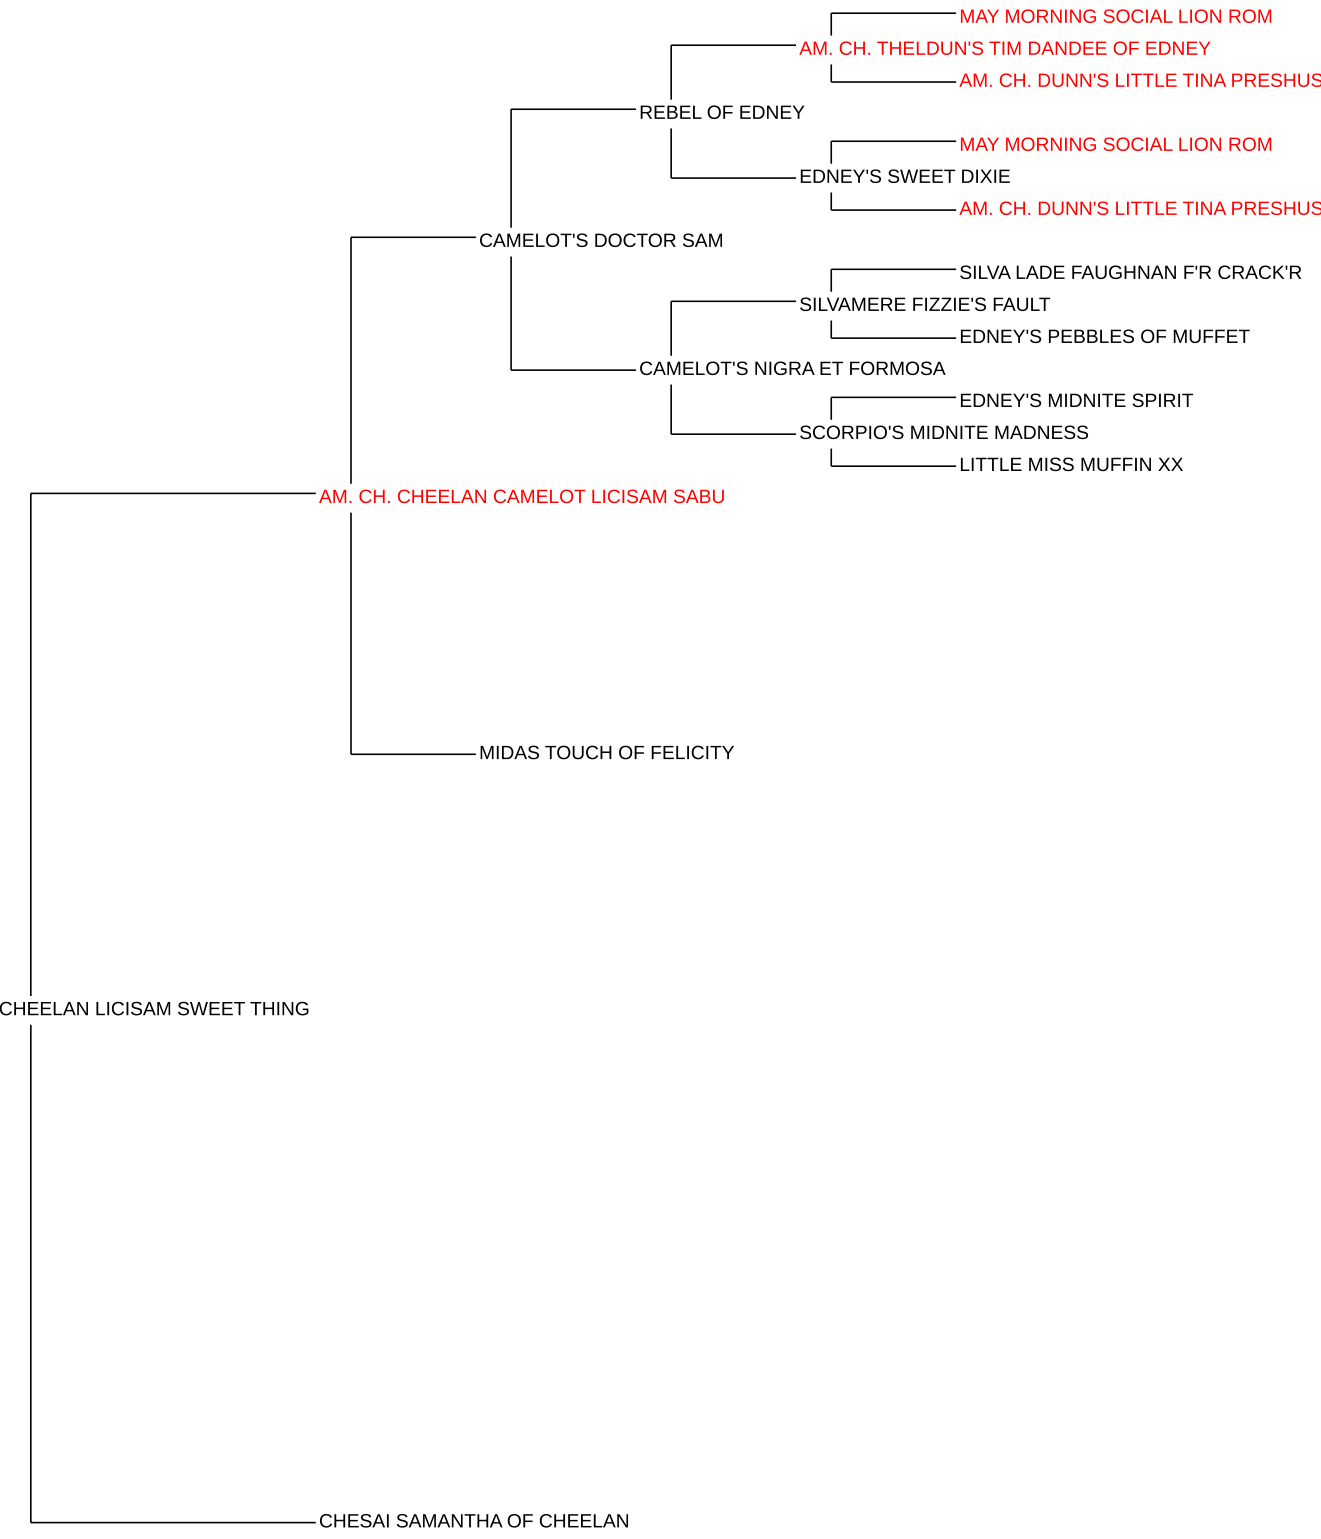 MAY MORNING SOCIAL LION ROM
AM. CH. THELDUN'S TIM DANDEE OF EDNEY
AM. CH. DUNN'S LITTLE TINA PRESHUS
REBEL OF EDNEY
MAY MORNING SOCIAL LION ROM
EDNEY'S SWEET DIXIE
AM. CH. DUNN'S LITTLE TINA PRESHUS
CAMELOT'S DOCTOR SAM
SILVA LADE FAUGHNAN F'R CRACK'R
SILVAMERE FIZZIE'S FAULT
EDNEY'S PEBBLES OF MUFFET
CAMELOT'S NIGRA ET FORMOSA
EDNEY'S MIDNITE SPIRIT
SCORPIO'S MIDNITE MADNESS
LITTLE MISS MUFFIN XX
AM. CH. CHEELAN CAMELOT LICISAM SABU
MIDAS TOUCH OF FELICITY
CHEELAN LICISAM SWEET THING
CHESAI SAMANTHA OF CHEELAN